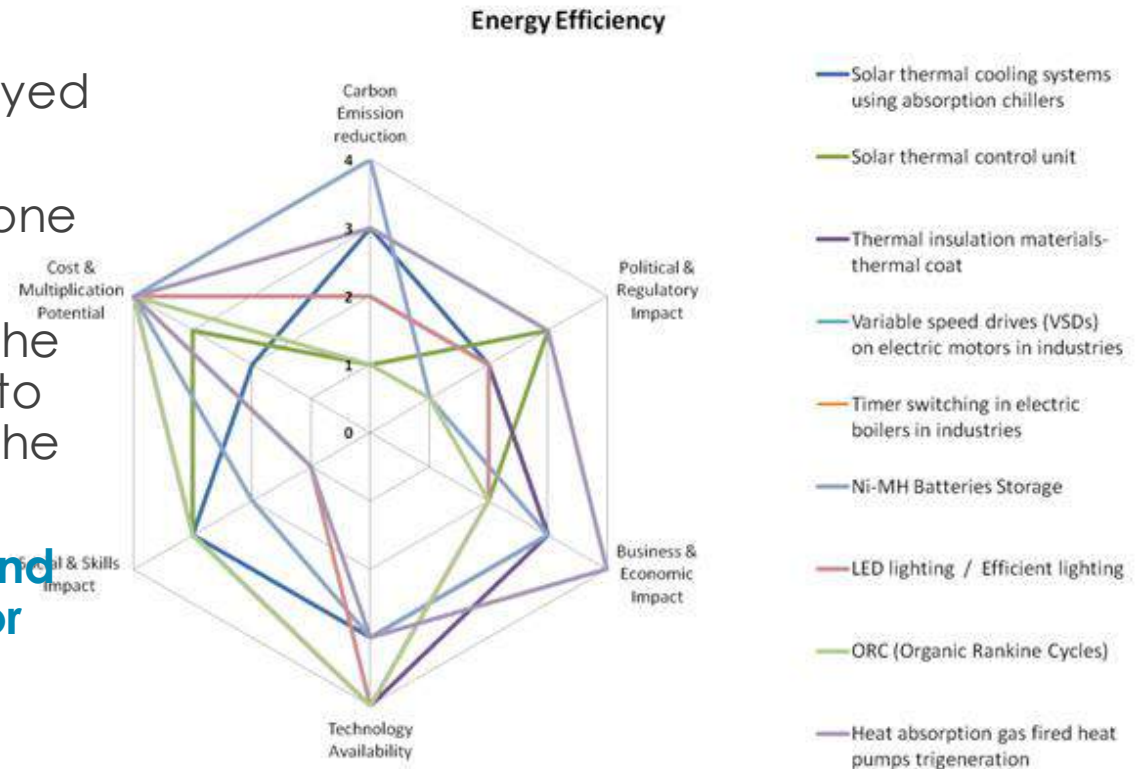 Energy Efficiency
yed
one
he
to
he
nd
or
Carbon
Emission
reduction
4
3
2
1
0
Political &
Regulatory
Impact
Business &
Economic
Impact
Technology
Availability
& Skills
Impact
Cost &
Multiplication
Potential
Solar thermal cooling systems
using absorption chillers
Solar thermal control unit
Thermal insulation materials-
thermal coat
Variable speed drives (VSDs)
on electric motors in industries
Timer switching in electric
boilers in industries
Ni-MH Batteries Storage
LED lighting / Efficient lighting
ORC (Organic Rankine Cycles)
Heat absorption gas fired heat
pumps trigeneration